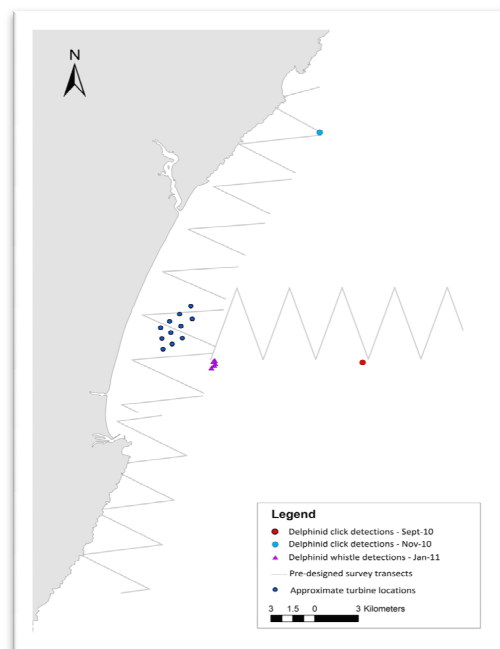 N
Legend
Delphinid click detections - Sept-10
Delphinid click detections - Nov-10
Delphinid whistle detections - Jan-11
Pre-designed survey transects
Approximate turbine locations
3 1.5 0 3 Kilometers